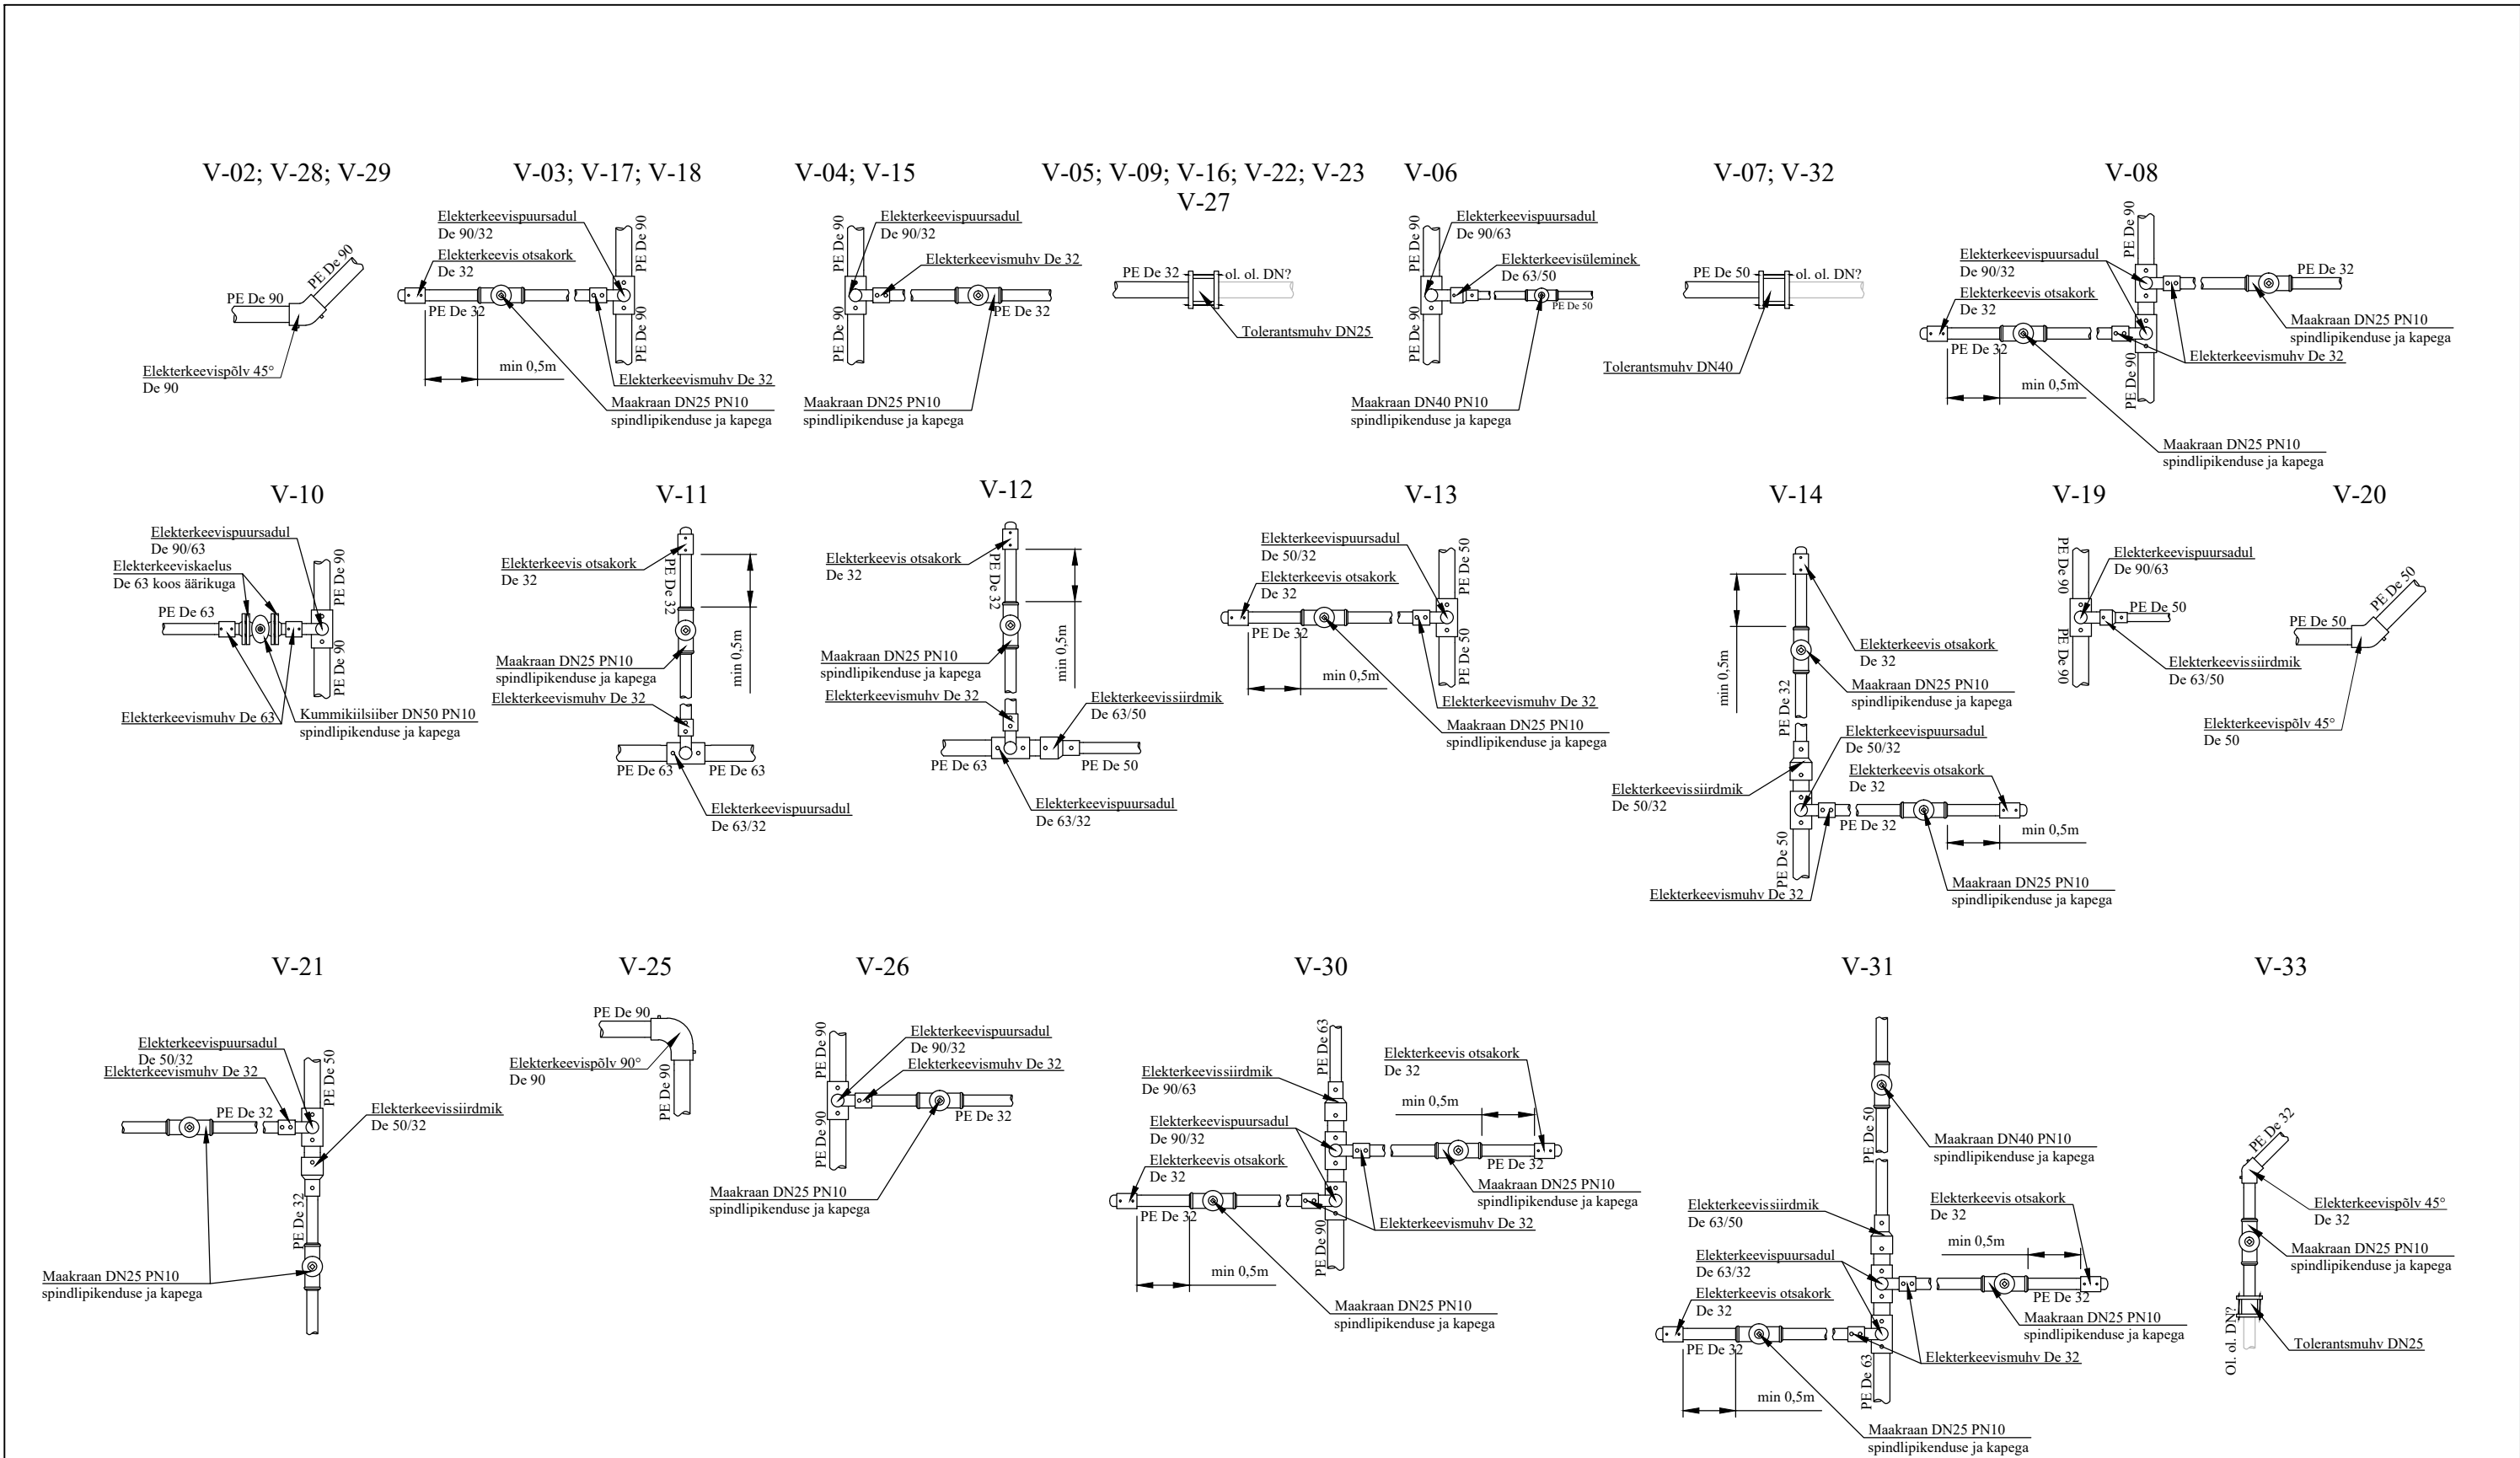 V-02; V-28; V-29
PE De 90
PE De 90
Elekterkeevispõlv 45°
De 90
V-03; V-17; V-18
Elekterkeevispuursadul
De 90/32
Elekterkeevis otsakork
De 32
PE De 90
PE De 32
PE De 90
min 0,5m
Elekterkeevismuhv De 32
Maakraan DN25 PN10
spindlipikenduse ja kapega
V-04; V-15
PE De 90
Elekterkeevispuursadul
De 90/32
Elekterkeevismuhv De 32
PE De 90
PE De 32
Maakraan DN25 PN10
spindlipikenduse ja kapega
V-05; V-09; V-16; V-22; V-23
V-27
PE De 32
ol. ol. DN?
Tolerantsmuhv DN25
V-06
PE De 90
Elekterkeevispuursadul
De 90/63
Elekterkeevisüleminek
De 63/50
PE De 50
PE De 90
Maakraan DN40 PN10
spindlipikenduse ja kapega
V-07; V-32
PE De 50
ol. ol. DN?
Tolerantsmuhv DN40
V-08
PE De 90
Elekterkeevispuursadul
De 90/32
PE De 32
Elekterkeevis otsakork
De 32
Maakraan DN25 PN10
spindlipikenduse ja kapega
PE De 32
Elekterkeevismuhv De 32
PE De 90
min 0,5m
Maakraan DN25 PN10
spindlipikenduse ja kapega
V-10
Elekterkeevispuursadul
De 90/63
Elekterkeeviskaelus
De 63 koos äärikuga
PE De 90
PE De 63
PE De 90
Elekterkeevismuhv De 63
Kummikiilsiiber DN50 PN10
spindlipikenduse ja kapega
V-11
Elekterkeevis otsakork
De 32
PE De 32
min 0,5m
Maakraan DN25 PN10
spindlipikenduse ja kapega
Elekterkeevismuhv De 32
PE De 63
PE De 63
Elekterkeevispuursadul
De 63/32
V-12
Elekterkeevis otsakork
De 32
PE De 32
min 0,5m
Maakraan DN25 PN10
spindlipikenduse ja kapega
Elekterkeevismuhv De 32
Elekterkeevissiirdmik
De 63/50
PE De 63
PE De 50
Elekterkeevispuursadul
De 63/32
V-13
Elekterkeevispuursadul
De 50/32
Elekterkeevis otsakork
De 32
PE De 50
PE De 32
PE De 50
min 0,5m
Elekterkeevismuhv De 32
Maakraan DN25 PN10
spindlipikenduse ja kapega
V-14
min 0,5m
Elekterkeevis otsakork
De 32
Maakraan DN25 PN10
spindlipikenduse ja kapega
PE De 32
Elekterkeevispuursadul
De 50/32
Elekterkeevissiirdmik
De 50/32
Elekterkeevis otsakork
De 32
PE De 32
min 0,5m
PE De 50
Elekterkeevismuhv De 32
Maakraan DN25 PN10
spindlipikenduse ja kapega
V-19
PE De 90
Elekterkeevispuursadul
De 90/63
PE De 50
PE De 90
Elekterkeevissiirdmik
De 63/50
V-20
PE De 50
PE De 50
Elekterkeevispõlv 45°
De 50
V-21
Elekterkeevispuursadul
De 50/32
Elekterkeevismuhv De 32
PE De 50
PE De 32
Elekterkeevissiirdmik
De 50/32
PE De 32
Maakraan DN25 PN10
spindlipikenduse ja kapega
V-25
PE De 90
Elekterkeevispõlv 90°
De 90
PE De 90
V-26
PE De 90
Elekterkeevispuursadul
De 90/32
Elekterkeevismuhv De 32
PE De 32
PE De 90
Maakraan DN25 PN10
spindlipikenduse ja kapega
V-30
PE De 63
Elekterkeevis otsakork
De 32
Elekterkeevissiirdmik
De 90/63
min 0,5m
Elekterkeevispuursadul
De 90/32
Elekterkeevis otsakork
De 32
PE De 32
Maakraan DN25 PN10
spindlipikenduse ja kapega
PE De 32
Elekterkeevismuhv De 32
PE De 90
min 0,5m
Maakraan DN25 PN10
spindlipikenduse ja kapega
V-31
PE De 50
Maakraan DN40 PN10
spindlipikenduse ja kapega
Elekterkeevissiirdmik
De 63/50
Elekterkeevis otsakork
De 32
min 0,5m
Elekterkeevispuursadul
De 63/32
Elekterkeevis otsakork
De 32
PE De 32
Maakraan DN25 PN10
spindlipikenduse ja kapega
PE De 32
Elekterkeevismuhv De 32
PE De 63
min 0,5m
Maakraan DN25 PN10
spindlipikenduse ja kapega
V-33
PE De 32
Elekterkeevispõlv 45°
De 32
Maakraan DN25 PN10
spindlipikenduse ja kapega
Ol. ol. DN?
Tolerantsmuhv DN25